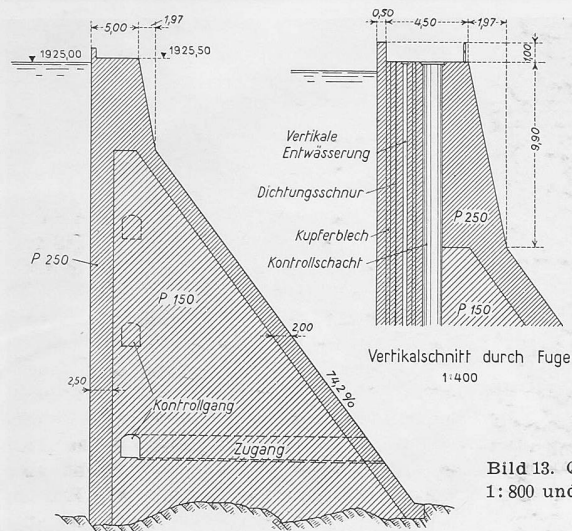 5,00
1,97
1925,00
1925,50
P 250
P 150
2,00
74,2%
2,50
Kontrollgang
Zugang
0,50
4,50
1,97
1,00
9,90
Vertikale
Entwässerung
Dichtungsschnur
Kupferblech
Kontrollschacht
P 250
P 150
Vertikalschnitt durch Fuge
1:400
Bild 13.
1:800 und